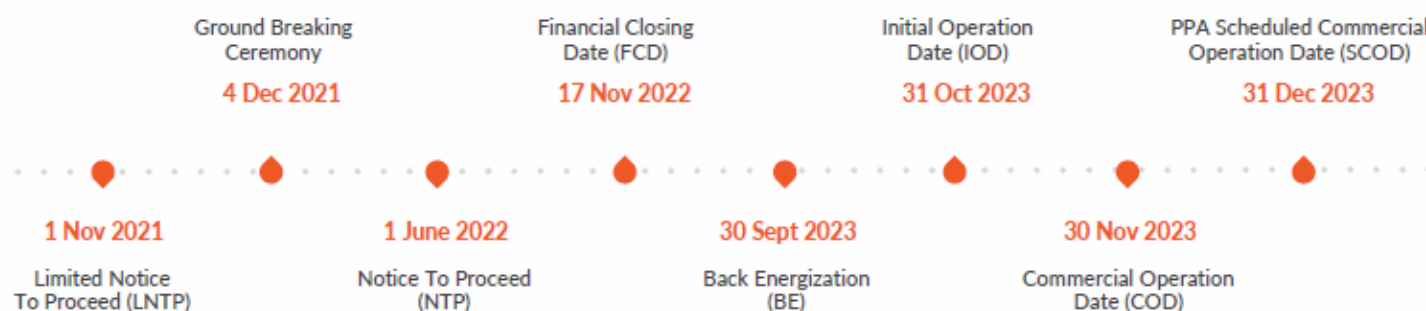 Ground Breaking
Ceremony
4 Dec 2021
Financial Closing
Date (FCD)
17 Nov 2022
Initial Operation
Date (IOD)
31 Oct 2023
PPA Scheduled Commercial
Operation Date (SCOD)
31 Dec 2023
1 Nov 2021
Limited Notice
To Proceed (LNTP)
1 June 2022
Notice To Proceed
(NTP)
30 Sept 2023
Back Energization
(BE)
30 Nov 2023
Commercial Operation
Date (COD)